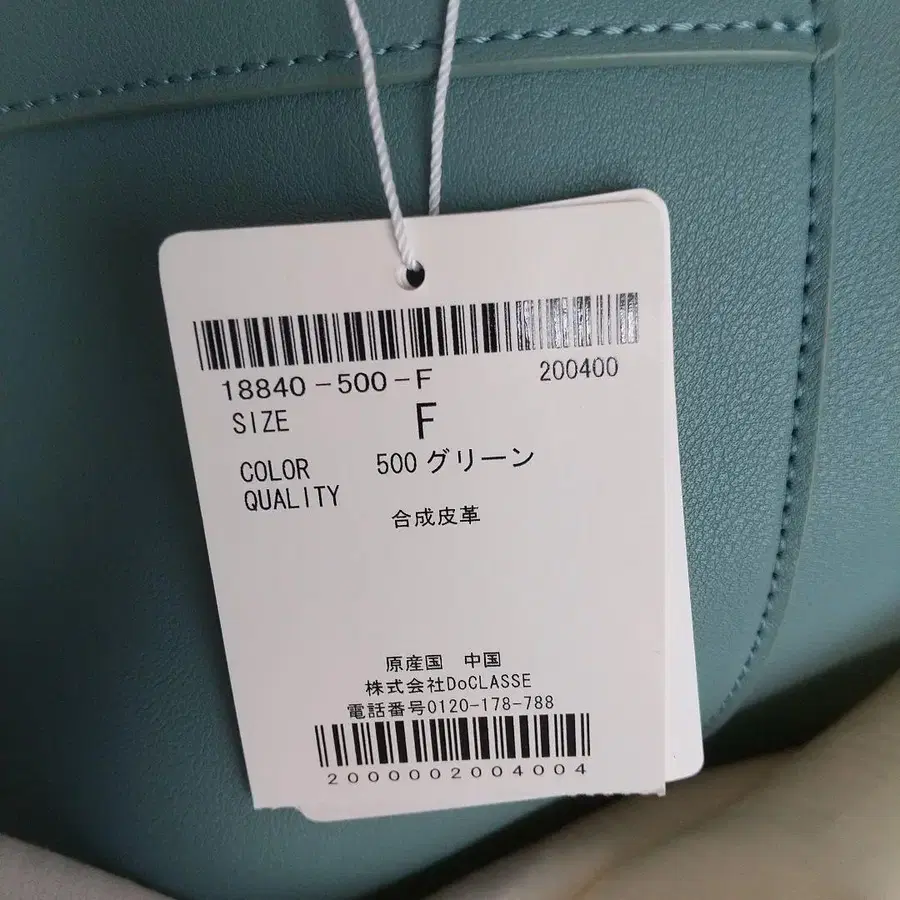 18840-500-F 200400
SIZE F
COLOR 500 グリーン
QUALITY
合成皮革
原産国 中国
株式会社DoCLASSE
電話番号0120-178-788
2000002004004